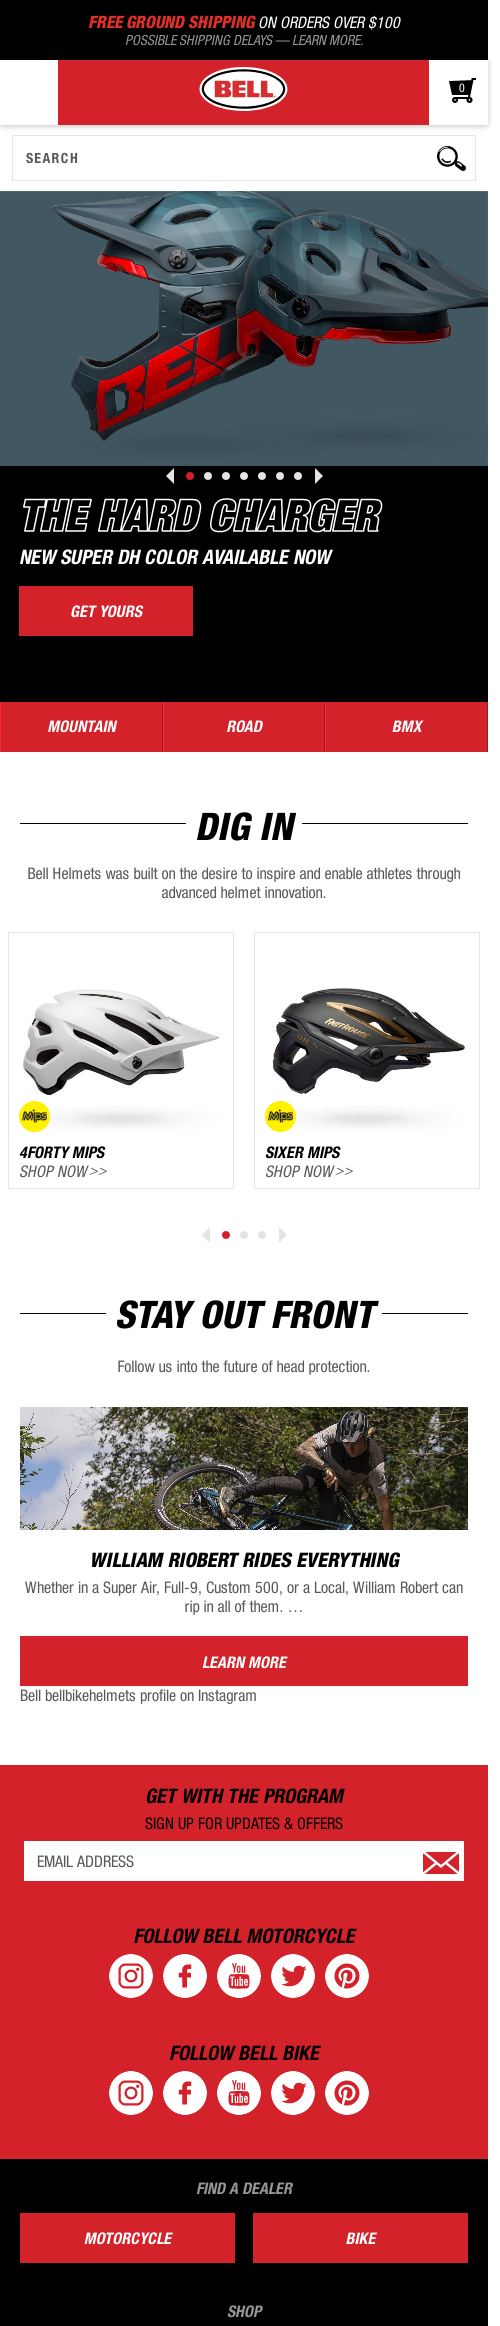 FREE GROUND SHIPPING ON ORDERS OVER $100
POSSIBLE SHIPPING DELAYS — LEARN MORE.
BELL
0
SEARCH
BELL
THE HARD CHARGER
NEW SUPER DH COLOR AVAILABLE NOW
GET YOURS
MOUNTAIN
ROAD
BMX
DIG IN
Bell Helmets was built on the desire to inspire and enable athletes through
advanced helmet innovation.
FASTHOUSE
Mips
Mips
4FORTY MIPS
SHOP NOW >>
SIXER MIPS
SHOP NOW >>
STAY OUT FRONT
Follow us into the future of head protection.
WILLIAM RIOBERT RIDES EVERYTHING
Whether in a Super Air, Full-9, Custom 500, or a Local, William Robert can
rip in all of them. …
LEARN MORE
Bell bellbikehelmets profile on Instagram
GET WITH THE PROGRAM
SIGN UP FOR UPDATES & OFFERS
EMAIL ADDRESS
FOLLOW BELL MOTORCYCLE
You Tube
FOLLOW BELL BIKE
You Tube
FIND A DEALER
MOTORCYCLE
BIKE
SHOP